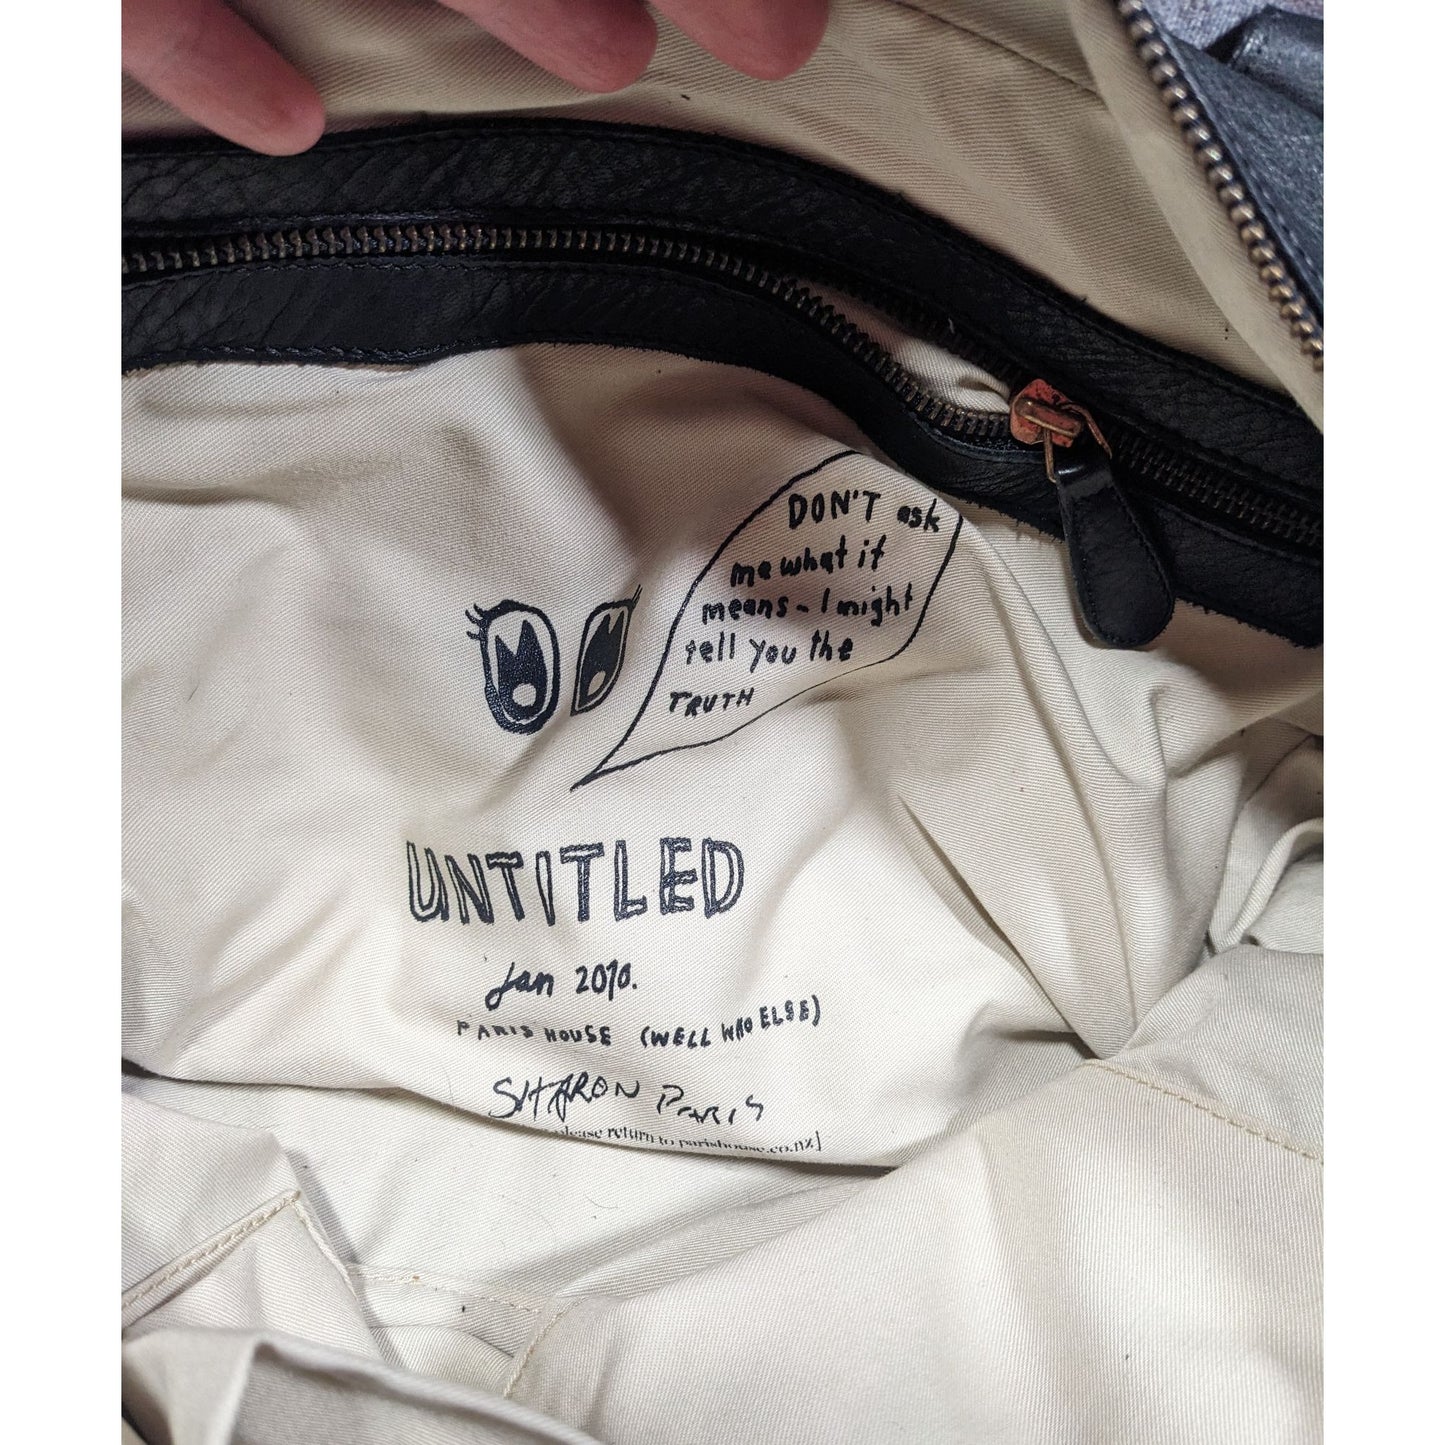 DON'T ask
me what it
means - I might
tell you the
TRUTH
UNTITLED
Jan 2010.
PARIS HOUSE (WELL WHO ELSE)
SHARON PARIS
please return to parishouse.co.nz]